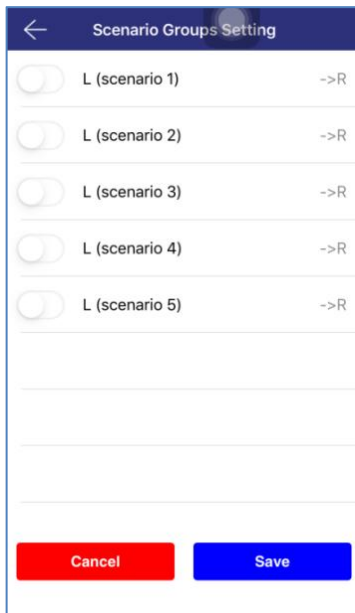 Scenario Groups Setting
L (scenario 1) ->R
L (scenario 2) ->R
L (scenario 3) ->R
L (scenario 4) ->R
L (scenario 5) ->R
Cancel Save